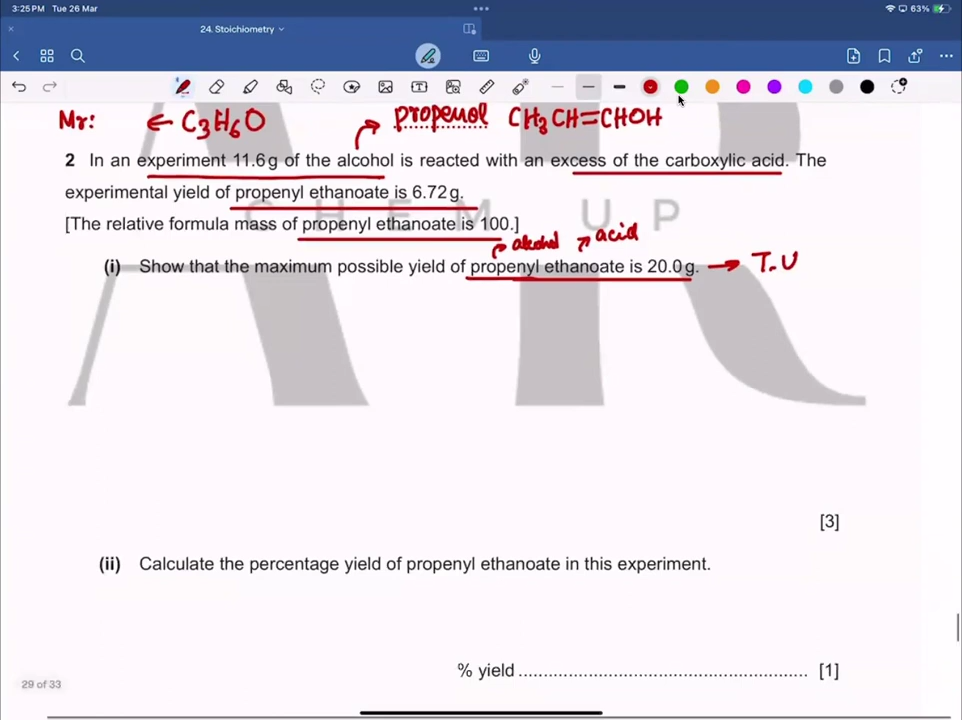 3:25 PM Tue 26 Mar
63%
24. Stoichiometry
Mr: ← C3H6O propenol CH3CH=CHOH
2 In an experiment 11.6 g of the alcohol is reacted with an excess of the carboxylic acid. The
experimental yield of propenyl ethanoate is 6.72 g.
CHEM UP
[The relative formula mass of propenyl ethanoate is 100.]
alcohol acid
(i) Show that the maximum possible yield of propenyl ethanoate is 20.0 g. → T.U
AR
[3]
(ii) Calculate the percentage yield of propenyl ethanoate in this experiment.
% yield ........................................................ [1]
29 of 33